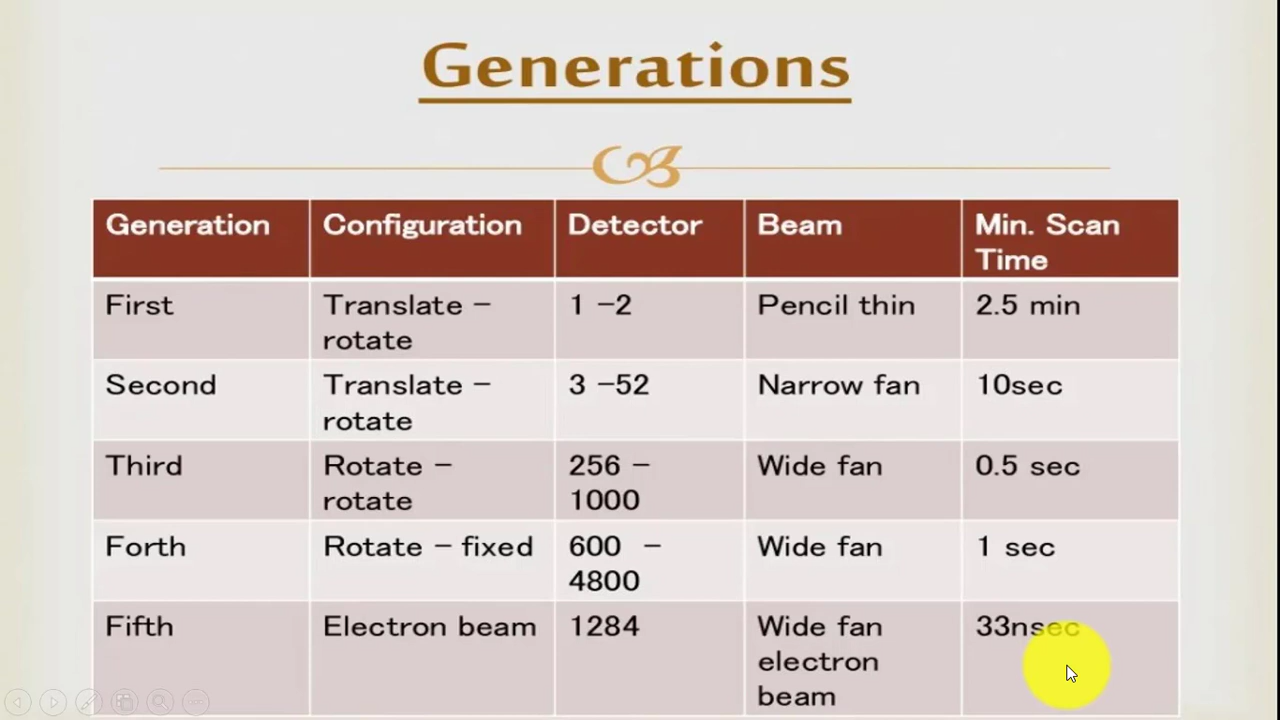 Generations
Generation Configuration Detector Beam Min. Scan
Time
First Translate – 1 –2 Pencil thin 2.5 min
rotate
Second Translate – 3 –52 Narrow fan 10sec
rotate
Third Rotate – 256 – Wide fan 0.5 sec
rotate 1000
Forth Rotate – fixed 600 – Wide fan 1 sec
4800
Fifth Electron beam 1284 Wide fan 33nsec
electron
beam